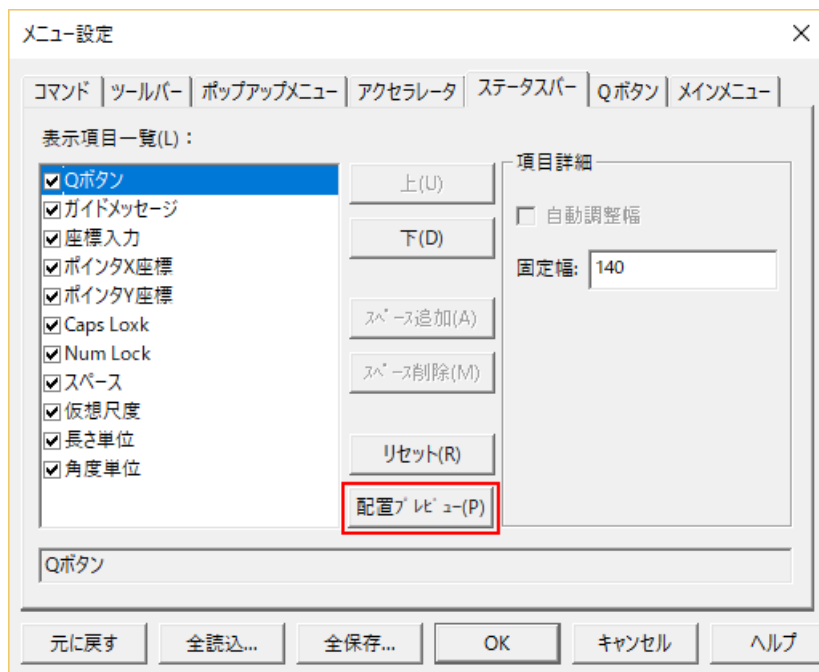 メニュー設定
コマンド ツールバー ポップアップメニュー アクセラレータ ステータスバー Qボタン メインメニュー
表示項目一覧(L)：
Qボタン
ガイドメッセージ
座標入力
ポインタX座標
ポインタY座標
Caps Loxk
Num Lock
スペース
仮想尺度
長さ単位
角度単位
上(U)
下(D)
ｽﾍﾟｰｽ追加(A)
ｽﾍﾟｰｽ削除(M)
リセット(R)
配置ﾌﾟﾚﾋﾞｭｰ(P)
項目詳細
自動調整幅
固定幅: 140
Qボタン
元に戻す 全読込... 全保存... OK キャンセル ヘルプ